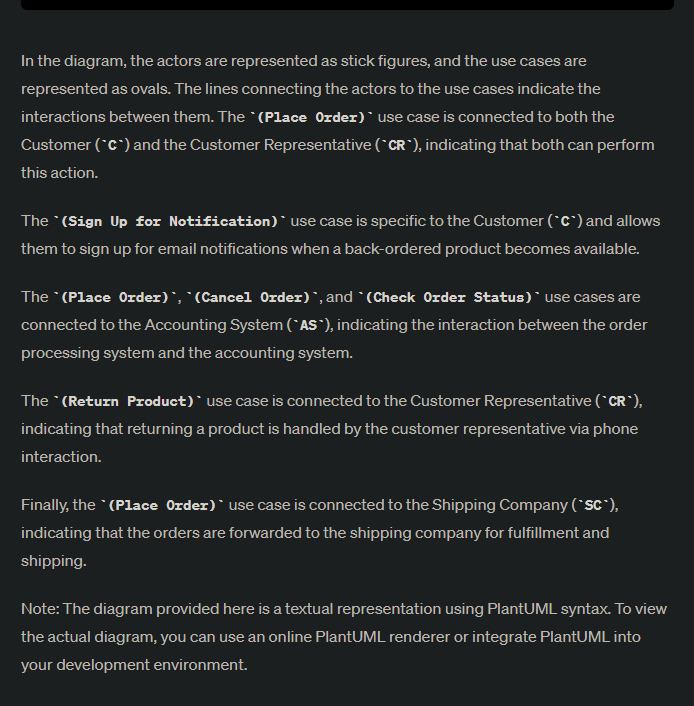 In the diagram, the actors are represented as stick figures, and the use cases are
represented as ovals. The lines connecting the actors to the use cases indicate the
interactions between them. The `(Place Order)` use case is connected to both the
Customer (`C`) and the Customer Representative (`CR`), indicating that both can perform
this action.
The `(Sign Up for Notification)` use case is specific to the Customer (`C`) and allows
them to sign up for email notifications when a back-ordered product becomes available.
The `(Place Order)`, `(Cancel Order)`, and `(Check Order Status)` use cases are
connected to the Accounting System (`AS`), indicating the interaction between the order
processing system and the accounting system.
The `(Return Product)` use case is connected to the Customer Representative (`CR`),
indicating that returning a product is handled by the customer representative via phone
interaction.
Finally, the `(Place Order)` use case is connected to the Shipping Company (`SC`),
indicating that the orders are forwarded to the shipping company for fulfillment and
shipping.
Note: The diagram provided here is a textual representation using PlantUML syntax. To view
the actual diagram, you can use an online PlantUML renderer or integrate PlantUML into
your development environment.